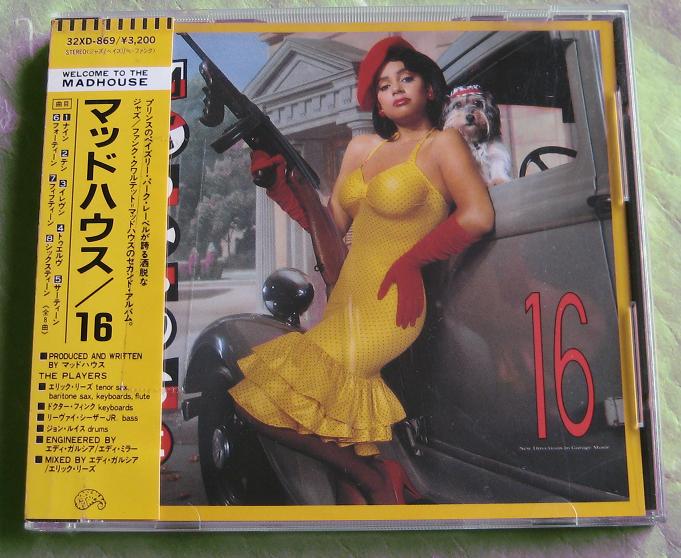 32XD-869/¥3,200
STEREO(ジャズ/ペイズリー・ファンク)
WELCOME TO THE
MADHOUSE
プリンスのペイズリー・パーク・レーベルが誇る洒脱な
ジャズ/ファンク・クワルテット"マッドハウスのセカンド・アルバム。
マッドハウス/16
曲目
1 ナイン 2 テン 3 イレヴン 4 トゥエルヴ 5 サーティーン
6 フォーティーン 7 フィフティーン 8 シックスティーン (全8曲)
■PRODUCED AND WRITTEN
BY マッドハウス
THE PLAYERS
■エリック・リーズ tenor sax,
baritone sax, keyboards, flute
■ドクター・フィンク keyboards
■リーヴァイ・シーザーJR. bass
■ジョン・ルイス drums
■ENGINEERED BY
エディ・ガルシア/エディ・ミラー
■MIXED BY エディ・ガルシア
/エリック・リーズ
16
New Directions In Garage Music